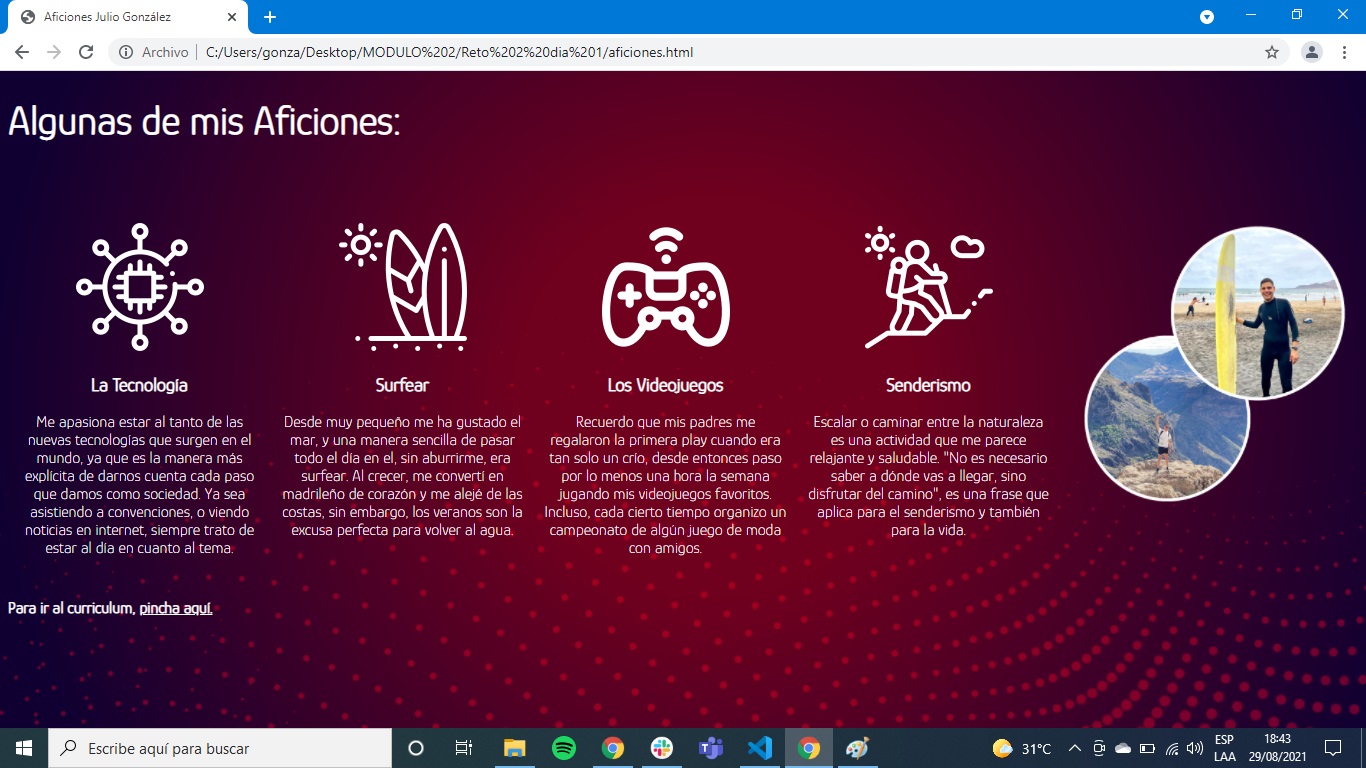 Aficiones Julio González
Archivo
C:/Users/gonza/Desktop/MODULO%202/Reto%202%20dia%201/aficiones.html
Algunas de mis Aficiones:
La Tecnología
Me apasiona estar al tanto de las
nuevas tecnologías que surgen en el
mundo, ya que es la manera más
explícita de darnos cuenta cada paso
que damos como sociedad. Ya sea
asistiendo a convenciones, o viendo
noticias en internet, siempre trato de
estar al día en cuanto al tema.
Surfear
Desde muy pequeño me ha gustado el
mar, y una manera sencilla de pasar
todo el día en el, sin aburrirme, era
surfear. Al crecer, me convertí en
madrileño de corazón y me alejé de las
costas, sin embargo, los veranos son la
excusa perfecta para volver al agua.
Los Videojuegos
Recuerdo que mis padres me
regalaron la primera play cuando era
tan solo un crío, desde entonces paso
por lo menos una hora la semana
jugando mis videojuegos favoritos.
Incluso, cada cierto tiempo organizo un
campeonato de algún juego de moda
con amigos.
Senderismo
Escalar o caminar entre la naturaleza
es una actividad que me parece
relajante y saludable. "No es necesario
saber a dónde vas a llegar, sino
disfrutar del camino", es una frase que
aplica para el senderismo y también
para la vida.
Para ir al curriculum, pincha aquí.
Escribe aquí para buscar
31°C
ESP
LAA
18:43
29/08/2021